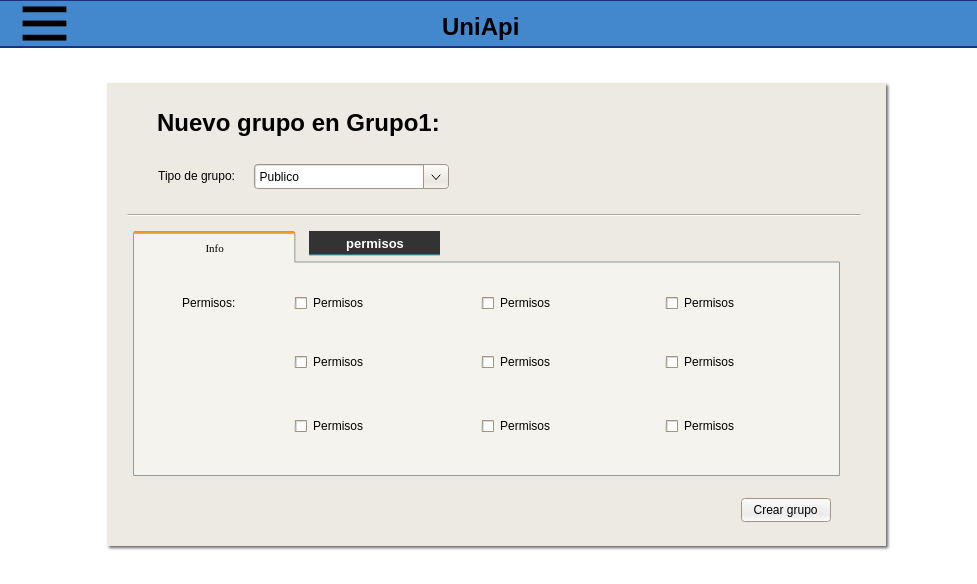 UniApi
Nuevo grupo en Grupo1:
Tipo de grupo: Publico
Info permisos
Permisos: Permisos Permisos Permisos
Permisos Permisos Permisos
Permisos Permisos Permisos
Crear grupo